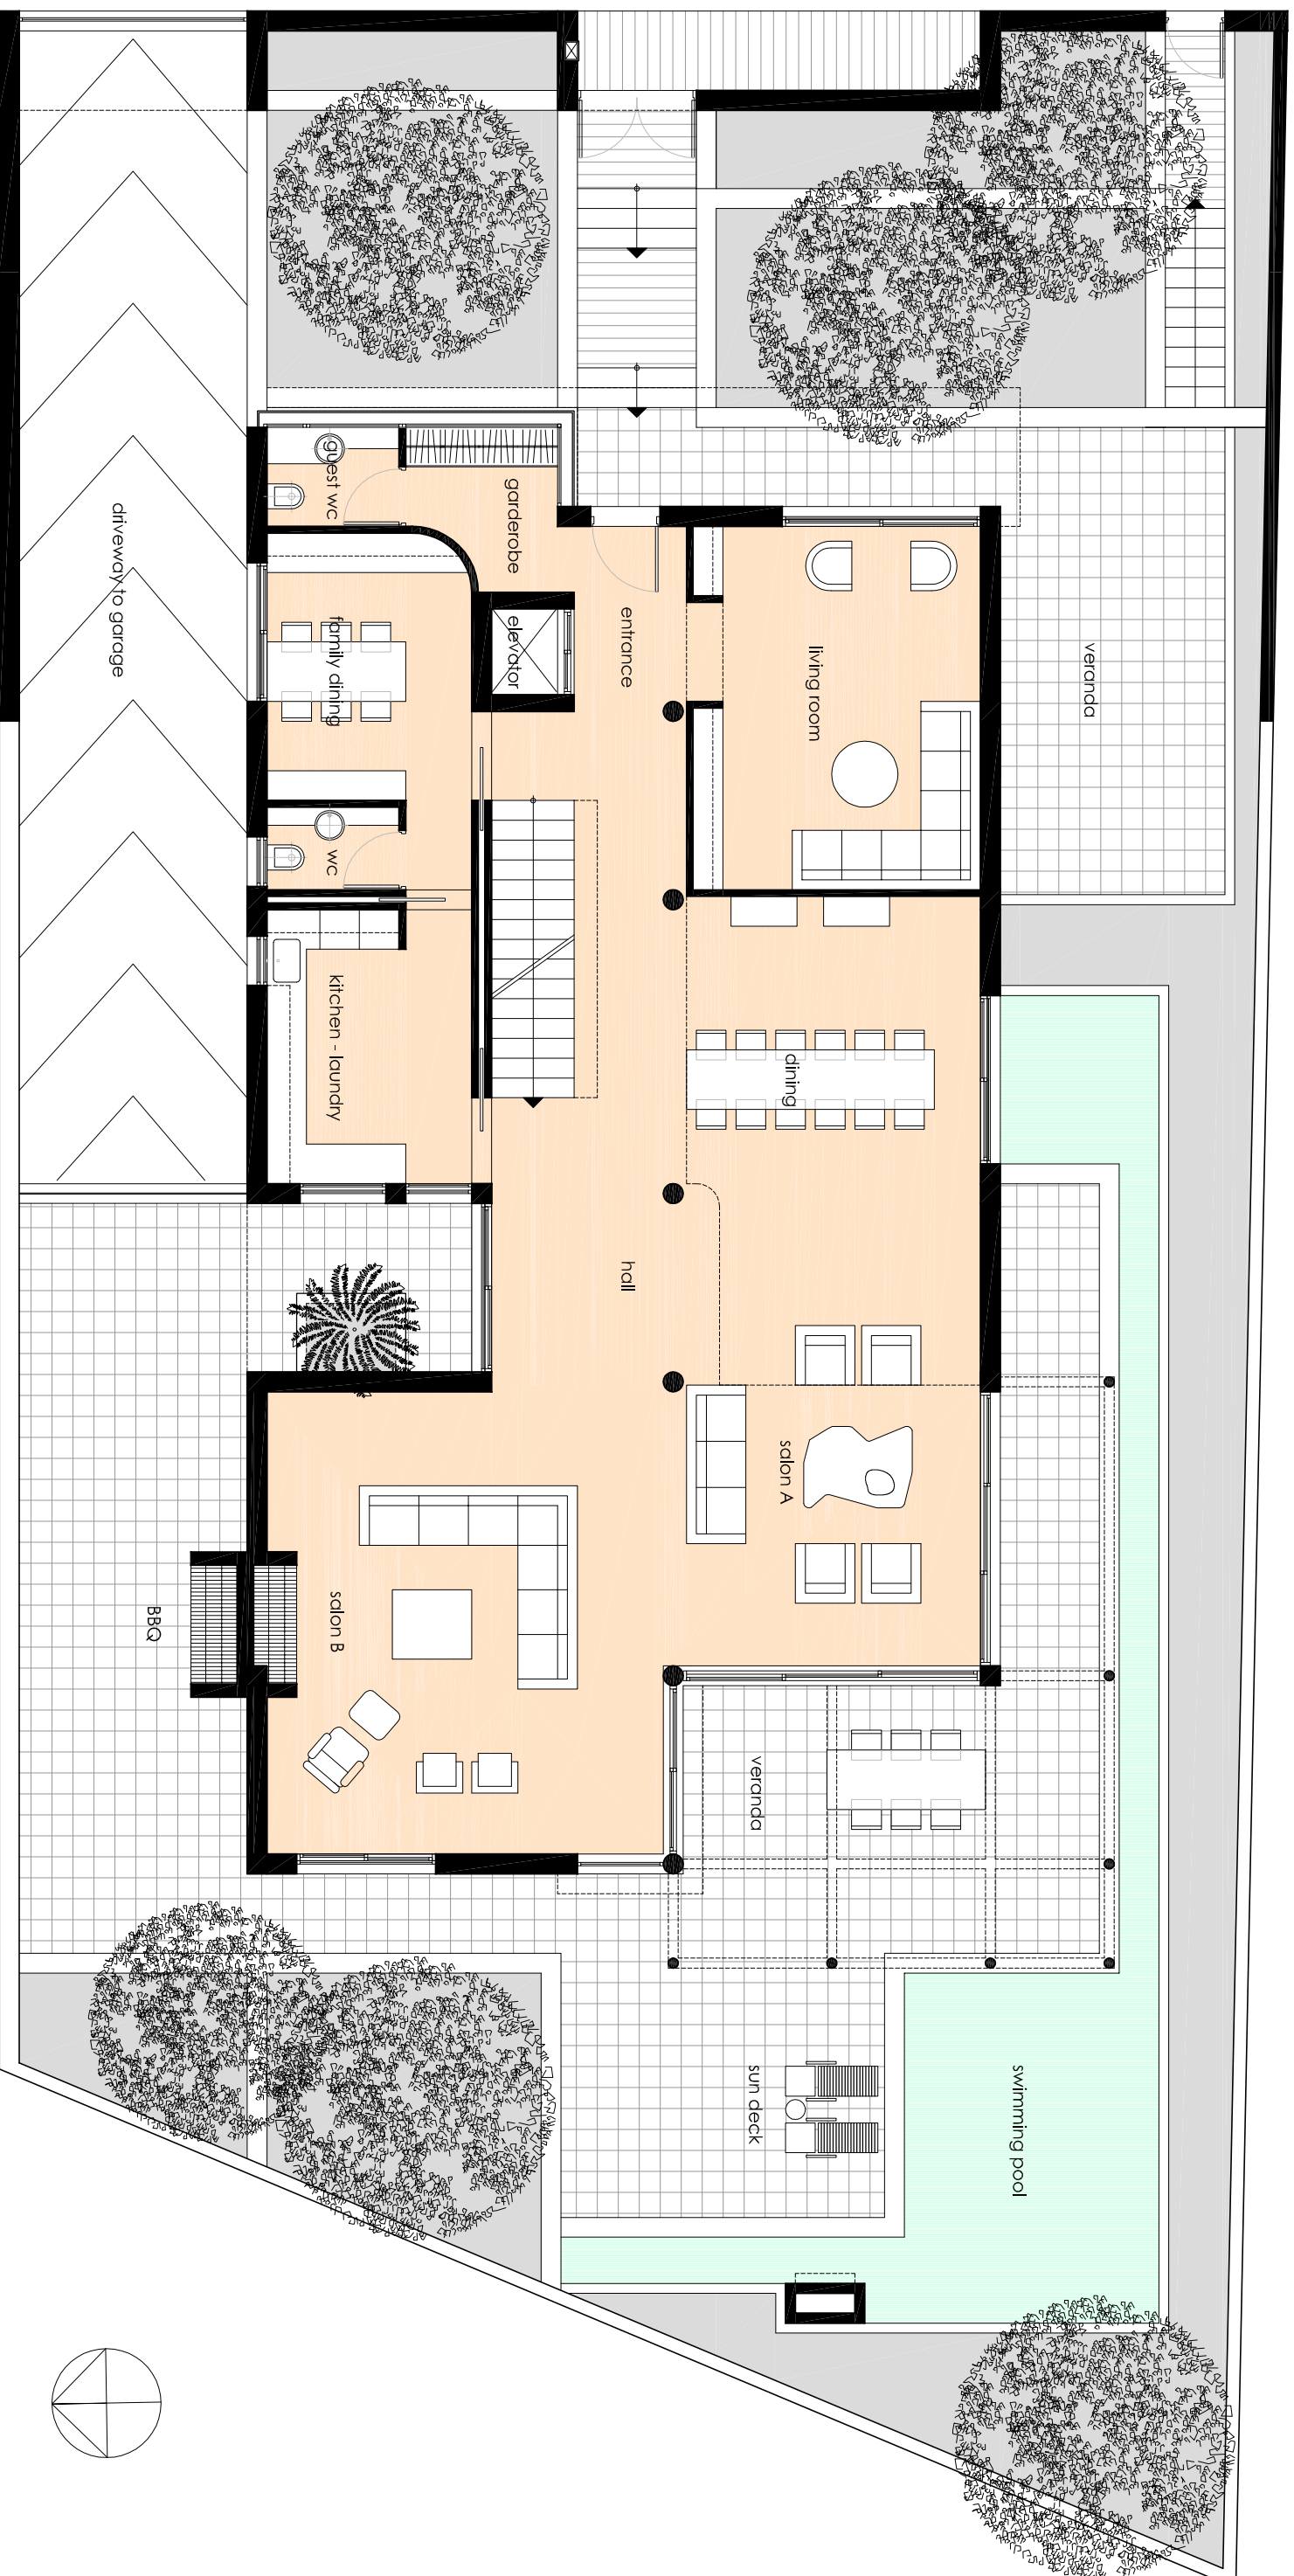 guest wc
garderobe
driveway to garage
family dining
elevator
entrance
living room
veranda
wc
kitchen - laundry
dining
hall
salon A
BBQ
salon B
veranda
sun deck
swimming pool